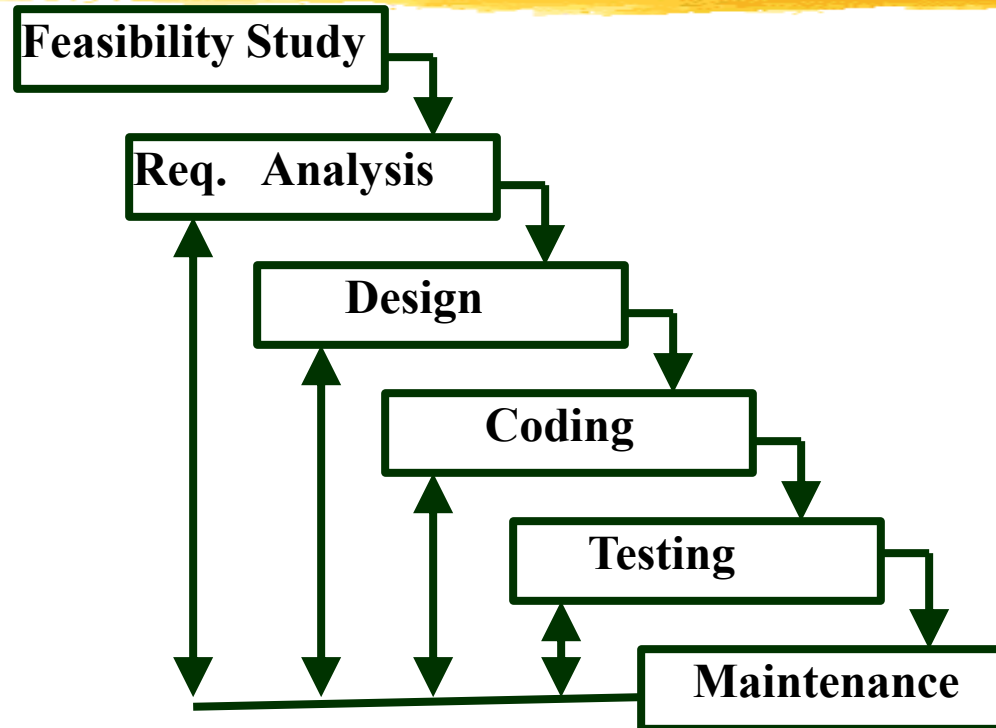 Feasibility Study
Req. Analysis
Design
Coding
Testing
Maintenance